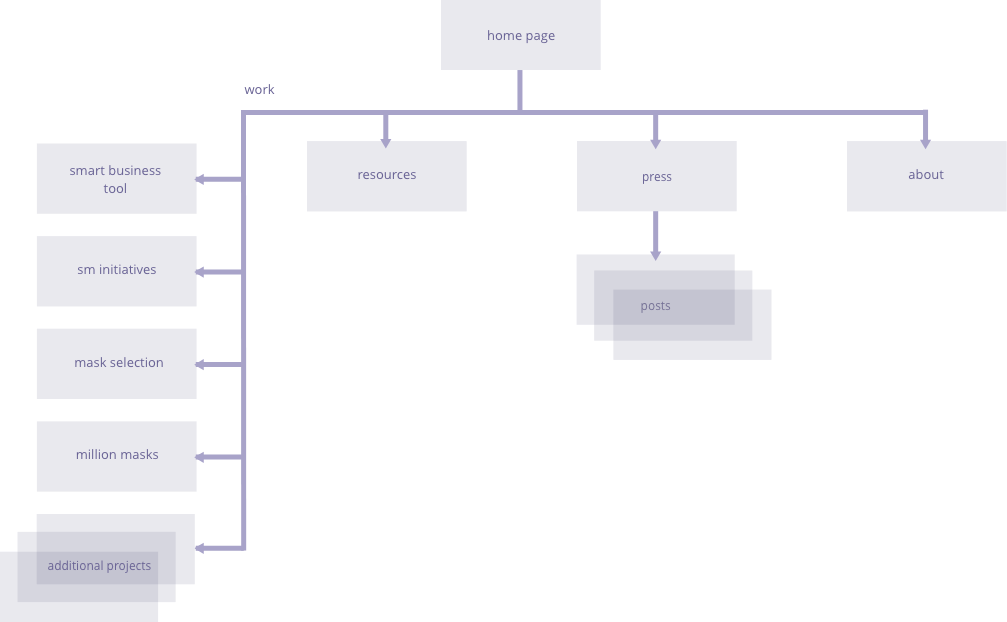 home page
work
smart business
tool
resources
press
about
sm initiatives
posts
mask selection
million masks
additional projects